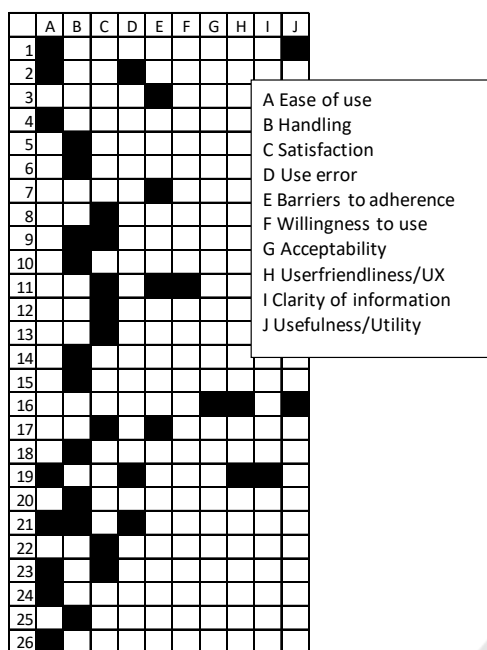 A B C D E F G H I J
1
2
3
A Ease of use
4
B Handling
5
C Satisfaction
6
D Use error
7
E Barriers to adherence
8
F Willingness to use
9
G Acceptability
10
H Userfriendliness/UX
11
I Clarity of information
12
J Usefulness/Utility
13
14
15
16
17
18
19
20
21
22
23
24
25
26